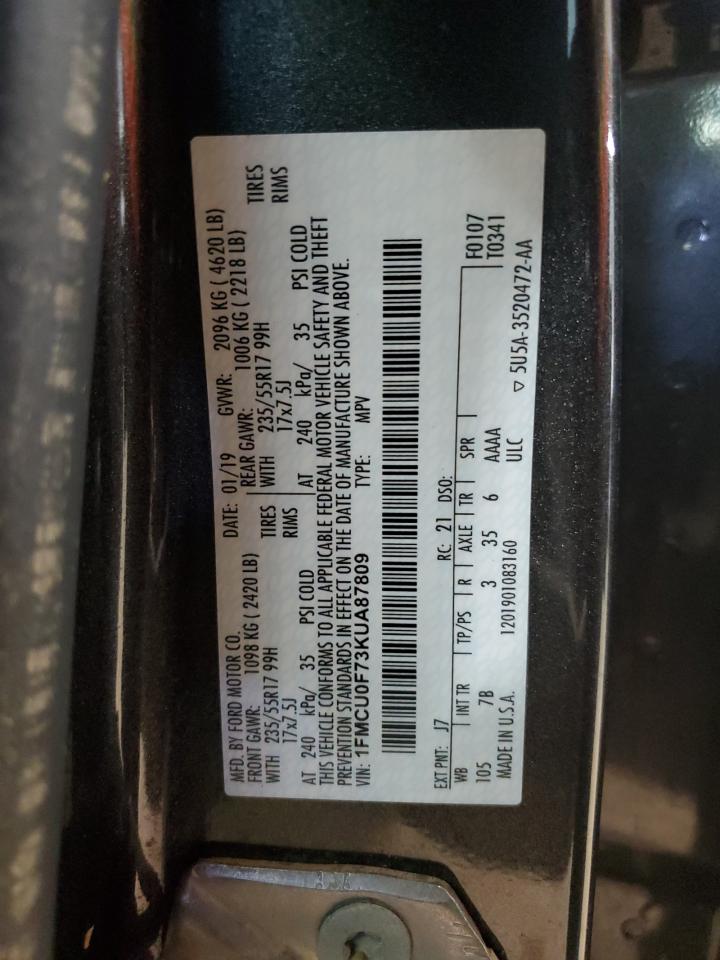 MFD. BY FORD MOTOR CO.
DATE: 01/19 GVWR: 2096 KG ( 4620 LB)
FRONT GAWR: 1098 KG ( 2420 LB) REAR GAWR: 1006 KG ( 2218 LB)
WITH 235/55R17 99H TIRES WITH 235/55R17 99H TIRES
17x7.5J RIMS 17x7.5J RIMS
AT 240 kPa/ 35 PSI COLD AT 240 kPa/ 35 PSI COLD
THIS VEHICLE CONFORMS TO ALL APPLICABLE FEDERAL MOTOR VEHICLE SAFETY AND THEFT
PREVENTION STANDARDS IN EFFECT ON THE DATE OF MANUFACTURE SHOWN ABOVE.
VIN: 1FMCU0F73KUA87809 TYPE: MPV
EXT PNT: J7 RC: 21 DSO: F0107
WB INT TR TP/PS R AXLE TR SPR T0341
105 7B 3 35 6 AAAA
MADE IN U.S.A. 1201901083160 ULC ▽ 5U5A-3520472-AA